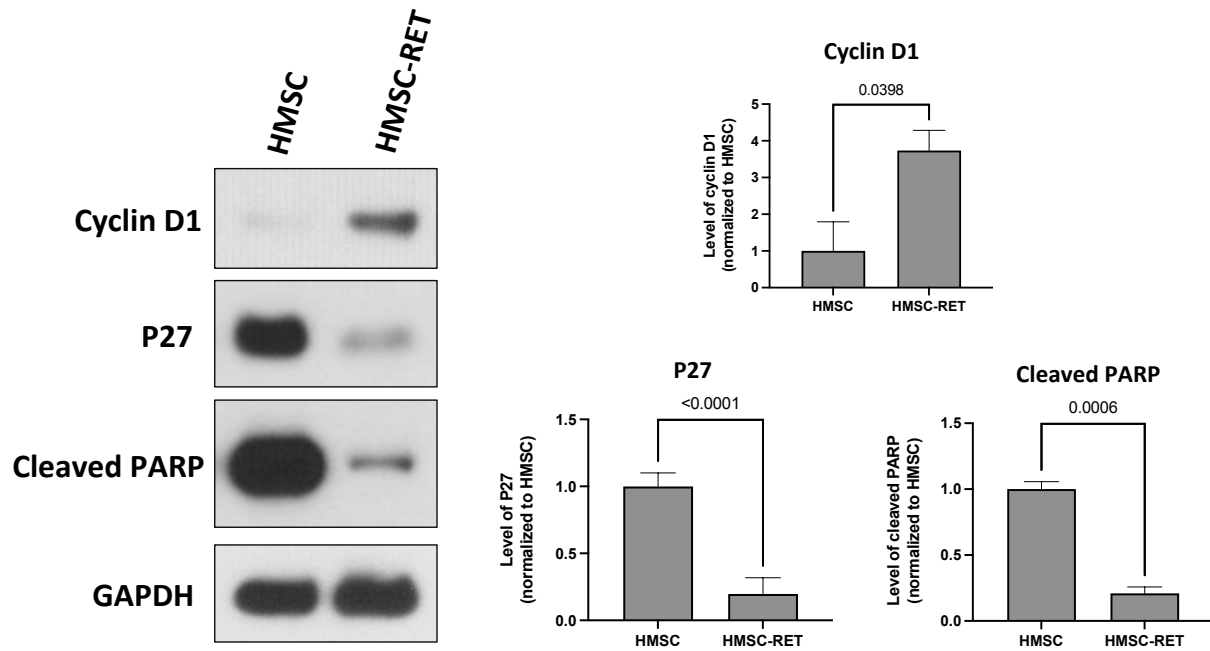 HMSC
HMSC-RET
Cyclin D1
P27
Cleaved PARP
GAPDH
Cyclin D1
0.0398
Level of cyclin D1
(normalized to HMSC)
5
4
3
2
1
0
HMSC
HMSC-RET
P27
<0.0001
Level of P27
(normalized to HMSC)
1.5
1.0
0.5
0.0
HMSC
HMSC-RET
Cleaved PARP
0.0006
Level of cleaved PARP
(normalized to HMSC)
1.5
1.0
0.5
0.0
HMSC
HMSC-RET